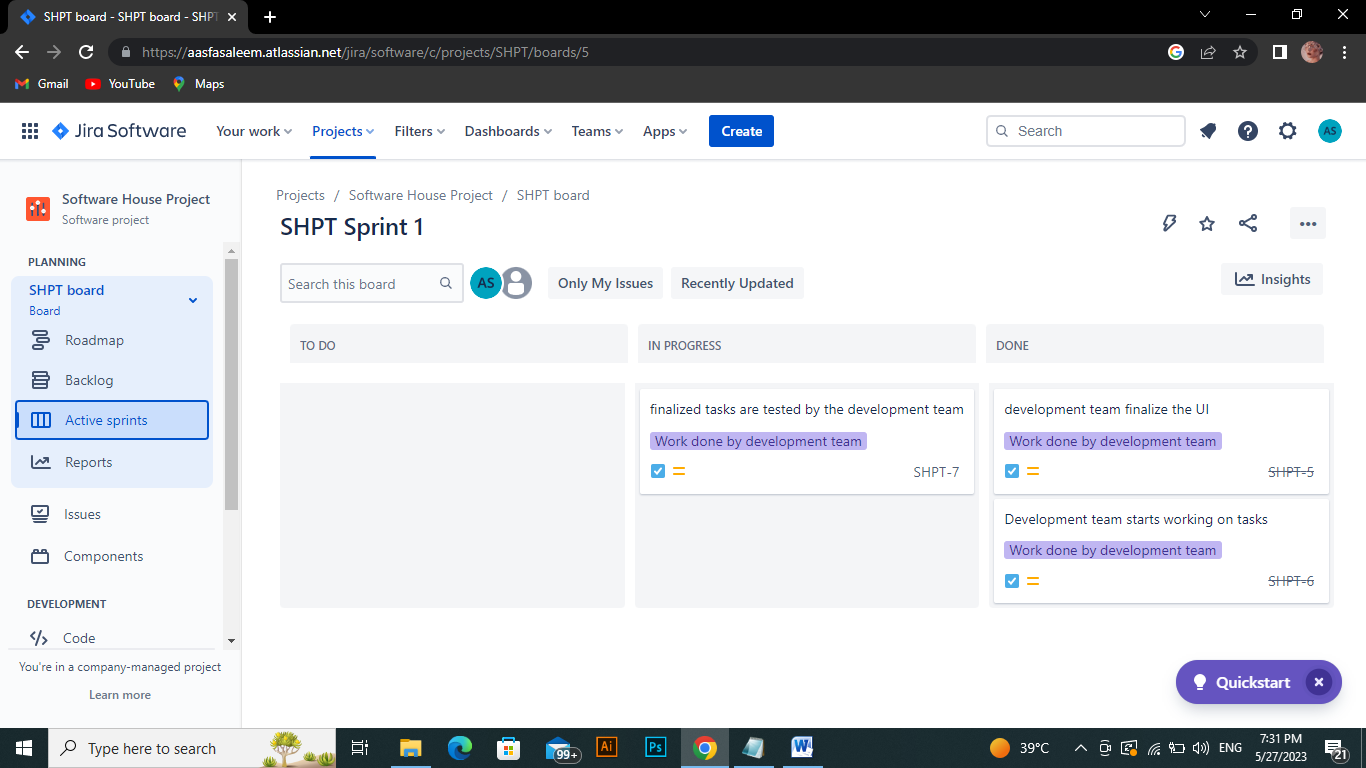 SHPT board - SHPT board - SHPT
https://aasfasaleem.atlassian.net/jira/software/c/projects/SHPT/boards/5
Gmail YouTube Maps
Jira Software Your work Projects Filters Dashboards Teams Apps Create Search AS
Software House Project
Software project
PLANNING
SHPT board
Board
Roadmap
Backlog
Active sprints
Reports
Issues
Components
DEVELOPMENT
Code
You're in a company-managed project
Learn more
Projects / Software House Project / SHPT board
SHPT Sprint 1
Search this board AS Only My Issues Recently Updated Insights
TO DO IN PROGRESS DONE
finalized tasks are tested by the development team
Work done by development team
SHPT-7
development team finalize the UI
Work done by development team
SHPT-5
Development team starts working on tasks
Work done by development team
SHPT-6
Quickstart
Type here to search 99+ Ai Ps W 39°C ENG
7:31 PM
5/27/2023
21